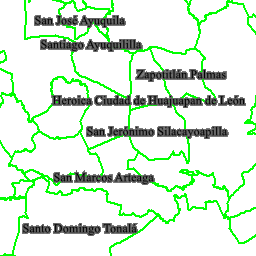 San José Ayuquila
Santiago Ayuquililla
Zapotitlán Palmas
Heroica Ciudad de Huajuapan de León
San Jerónimo Silacayoapilla
San Marcos Arteaga
Santo Domingo Tonalá